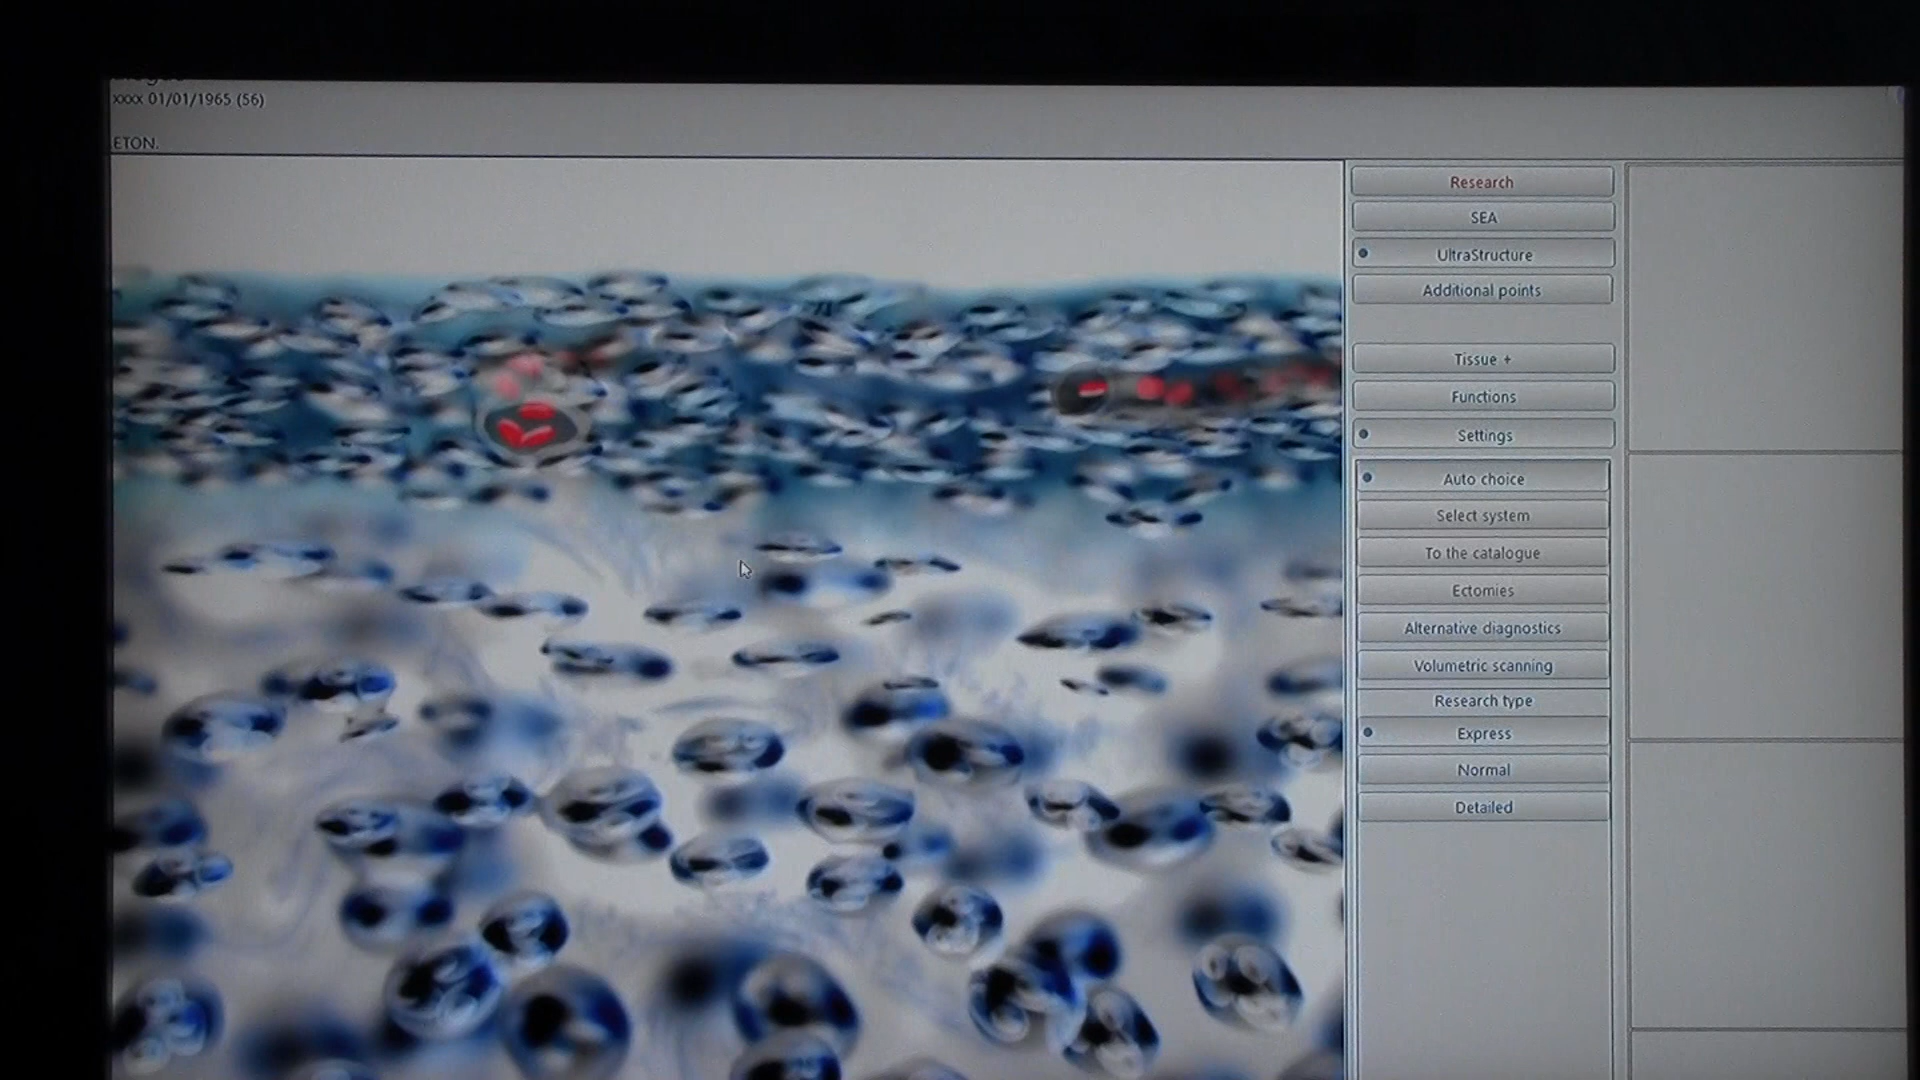 xxxx 01/01/1965 (56)
ETON.
Research
SEA
UltraStructure
Additional points
Tissue +
Functions
Settings
Auto choice
Select system
To the catalogue
Ectomies
Alternative diagnostics
Volumetric scanning
Research type
Express
Normal
Detailed